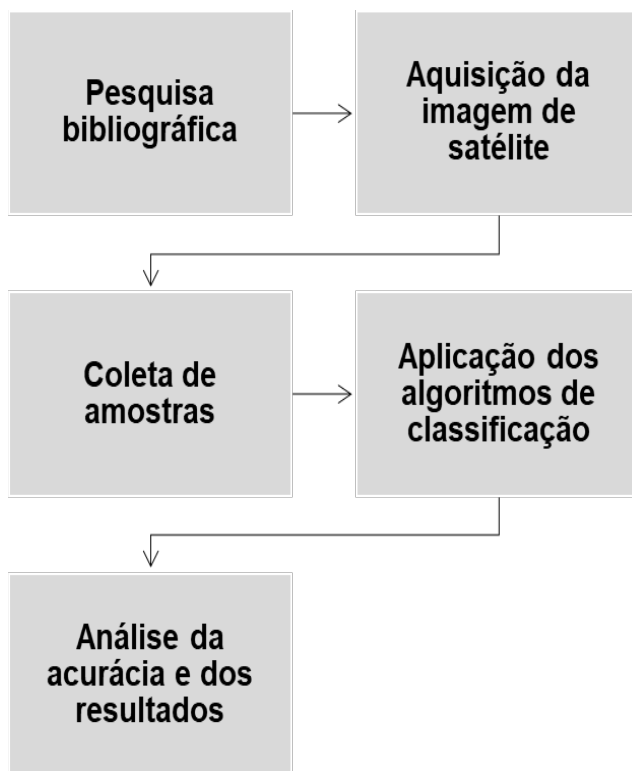 Pesquisa
bibliográfica
Aquisição da
imagem de
satélite
Coleta de
amostras
Aplicação dos
algoritmos de
classificação
Análise da
acurácia e dos
resultados